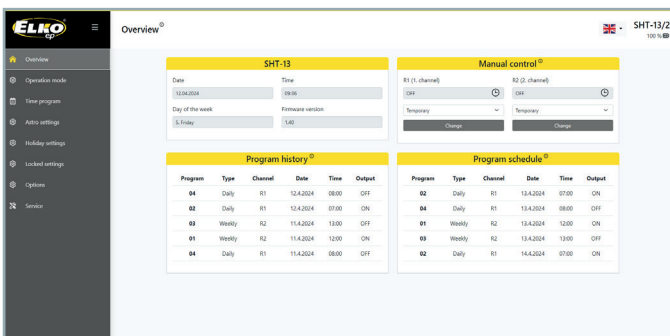 ELKO
ep
Overview
SHT-13/2
100 %
Overview
Operation mode
Time program
Astro settings
Holiday settings
Locked settings
Options
Service
SHT-13
Date Time
12.04.2024 09:06
Day of the week Firmware version
5, Friday 1.40
Manual control
R1 (1. channel) R2 (2. channel)
OFF OFF
Temporary Temporary
Change Change
Program history
Program Type Channel Date Time Output
04 Daily R1 12.4.2024 08:00 OFF
02 Daily R1 12.4.2024 07:00 ON
03 Weekly R2 11.4.2024 13:00 OFF
01 Weekly R2 11.4.2024 12:00 ON
04 Daily R1 11.4.2024 08:00 OFF
Program schedule
Program Type Channel Date Time Output
02 Daily R1 13.4.2024 07:00 ON
04 Daily R1 13.4.2024 08:00 OFF
01 Weekly R2 13.4.2024 12:00 ON
03 Weekly R2 13.4.2024 13:00 OFF
02 Daily R1 14.4.2024 07:00 ON